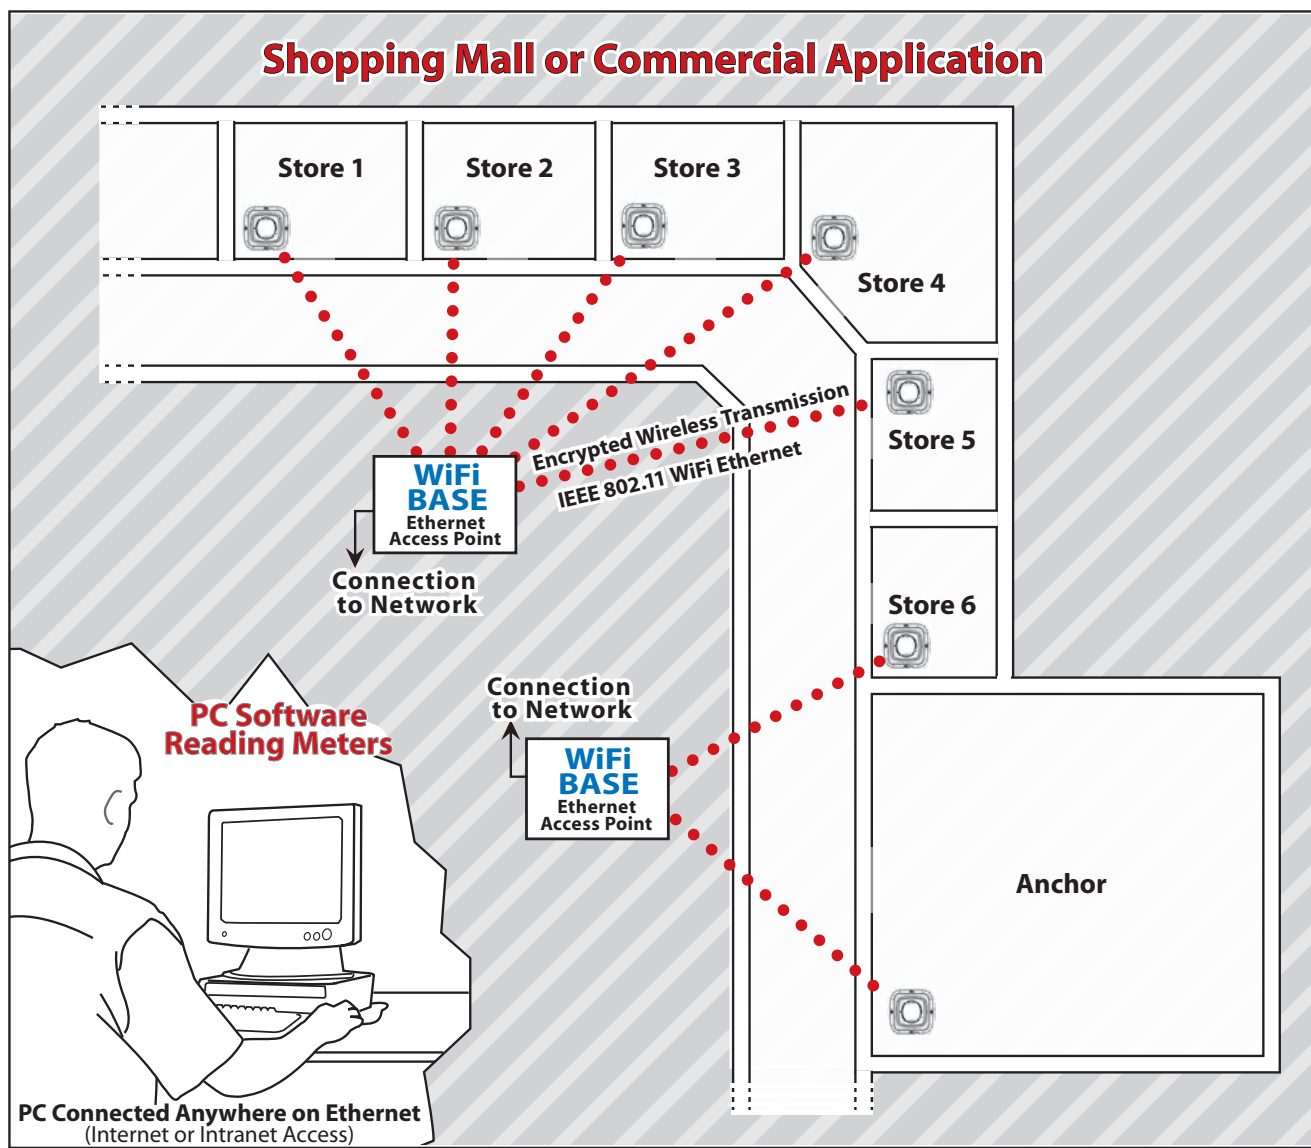 Shopping Mall or Commercial Application
Store 1
Store 2
Store 3
Store 4
Store 5
Store 6
Encrypted Wireless Transmission
IEEE 802.11 WiFi Ethernet
WiFi
BASE
Ethernet
Access Point
Connection
to Network
Connection
to Network
WiFi
BASE
Ethernet
Access Point
Anchor
PC Software
Reading Meters
PC Connected Anywhere on Ethernet
(Internet or Intranet Access)